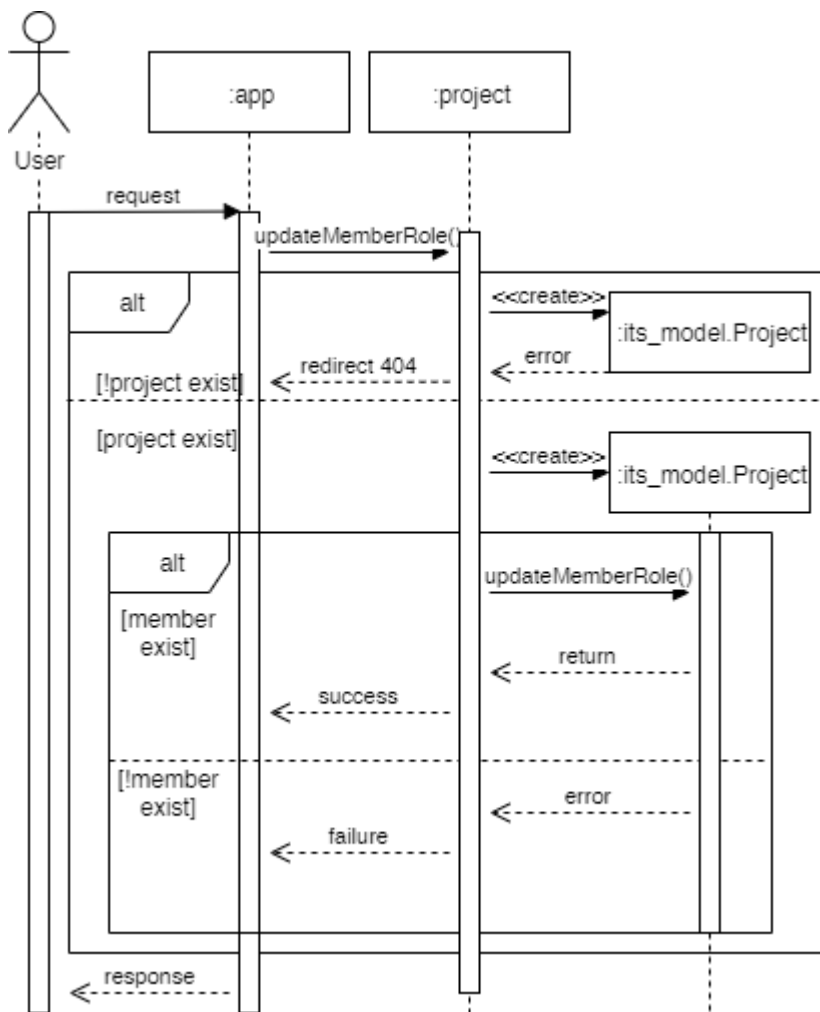 :app
:project
User
request
updateMemberRole()
alt
<<create>>
:its_model.Project
error
redirect 404
[!project exist]
[project exist]
<<create>>
:its_model.Project
alt
updateMemberRole()
[member
exist]
return
success
[!member
exist]
error
failure
response